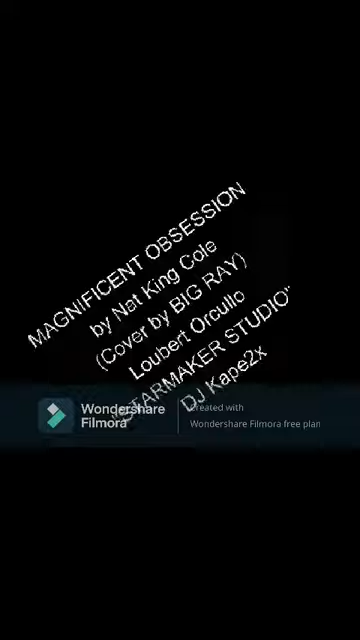 MAGNIFICENT OBSESSION
by Nat King Cole
(Cover by BIG RAY)
Loubert Orcullo
"STARMAKER STUDIO"
DJ Kape2x
Wondershare
Filmora
Created with
Wondershare Filmora free plan